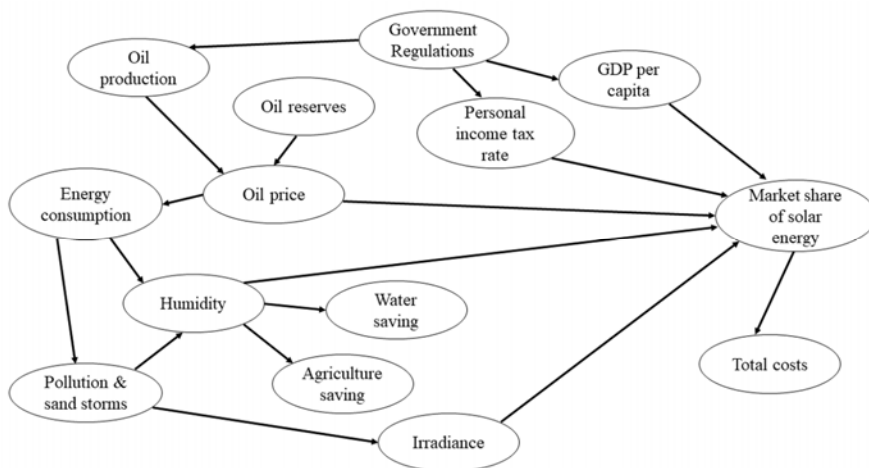 Government
Regulations
Oil
production
GDP per
capita
Oil reserves
Personal
income tax
rate
Energy
consumption
Oil price
Market share
of solar
energy
Humidity
Water
saving
Total costs
Pollution &
sand storms
Agriculture
saving
Irradiance